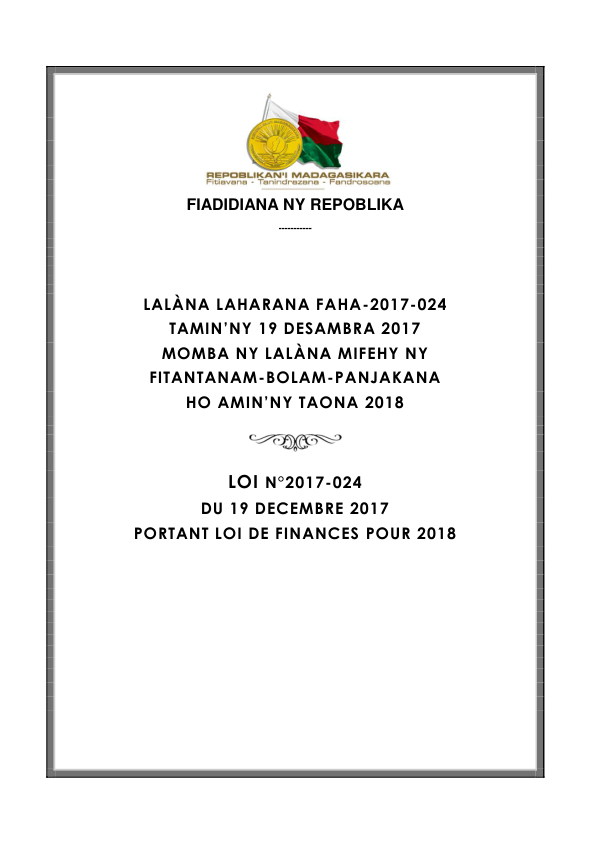 REPOBLIKAN'I MADAGASIKARA
Fitiavana - Tanindrazana - Fandrosoana
FIADIDIANA NY REPOBLIKA
-----------
LALÀNA LAHARANA FAHA-2017-024
TAMIN'NY 19 DESAMBRA 2017
MOMBA NY LALÀNA MIFEHY NY
FITANTANAM-BOLAM-PANJAKANA
HO AMIN'NY TAONA 2018
LOI N°2017-024
DU 19 DECEMBRE 2017
PORTANT LOI DE FINANCES POUR 2018